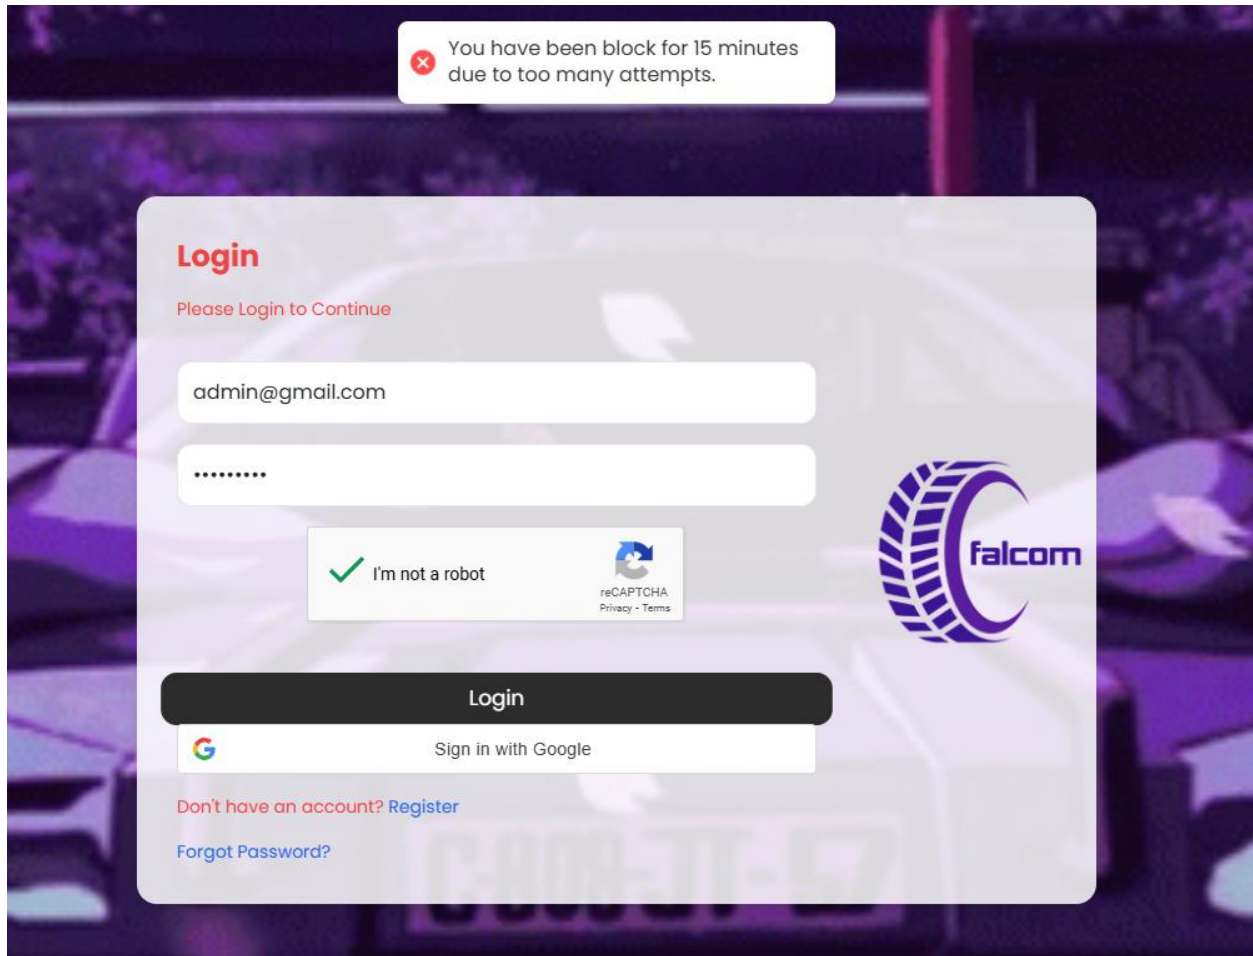 You have been block for 15 minutes
due to too many attempts.
Login
Please Login to Continue
admin@gmail.com
•••••••••
I'm not a robot
reCAPTCHA
Privacy - Terms
falcom
Login
Sign in with Google
Don't have an account? Register
Forgot Password?